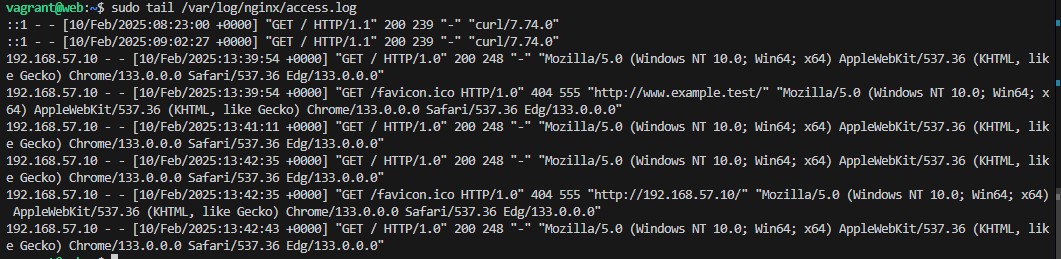 vagrant@web:~$ sudo tail /var/log/nginx/access.log
::1 - - [10/Feb/2025:08:23:00 +0000] "GET / HTTP/1.1" 200 239 "-" "curl/7.74.0"
::1 - - [10/Feb/2025:09:02:27 +0000] "GET / HTTP/1.1" 200 239 "-" "curl/7.74.0"
192.168.57.10 - - [10/Feb/2025:13:39:54 +0000] "GET / HTTP/1.0" 200 248 "-" "Mozilla/5.0 (Windows NT 10.0; Win64; x64) AppleWebKit/537.36 (KHTML, lik
e Gecko) Chrome/133.0.0.0 Safari/537.36 Edg/133.0.0.0"
192.168.57.10 - - [10/Feb/2025:13:39:54 +0000] "GET /favicon.ico HTTP/1.0" 404 555 "http://www.example.test/" "Mozilla/5.0 (Windows NT 10.0; Win64; x
64) AppleWebKit/537.36 (KHTML, like Gecko) Chrome/133.0.0.0 Safari/537.36 Edg/133.0.0.0"
192.168.57.10 - - [10/Feb/2025:13:41:11 +0000] "GET / HTTP/1.0" 200 248 "-" "Mozilla/5.0 (Windows NT 10.0; Win64; x64) AppleWebKit/537.36 (KHTML, lik
e Gecko) Chrome/133.0.0.0 Safari/537.36 Edg/133.0.0.0"
192.168.57.10 - - [10/Feb/2025:13:42:35 +0000] "GET / HTTP/1.0" 200 248 "-" "Mozilla/5.0 (Windows NT 10.0; Win64; x64) AppleWebKit/537.36 (KHTML, lik
e Gecko) Chrome/133.0.0.0 Safari/537.36 Edg/133.0.0.0"
192.168.57.10 - - [10/Feb/2025:13:42:35 +0000] "GET /favicon.ico HTTP/1.0" 404 555 "http://192.168.57.10/" "Mozilla/5.0 (Windows NT 10.0; Win64; x64)
 AppleWebKit/537.36 (KHTML, like Gecko) Chrome/133.0.0.0 Safari/537.36 Edg/133.0.0.0"
192.168.57.10 - - [10/Feb/2025:13:42:43 +0000] "GET / HTTP/1.0" 200 248 "-" "Mozilla/5.0 (Windows NT 10.0; Win64; x64) AppleWebKit/537.36 (KHTML, lik
e Gecko) Chrome/133.0.0.0 Safari/537.36 Edg/133.0.0.0"